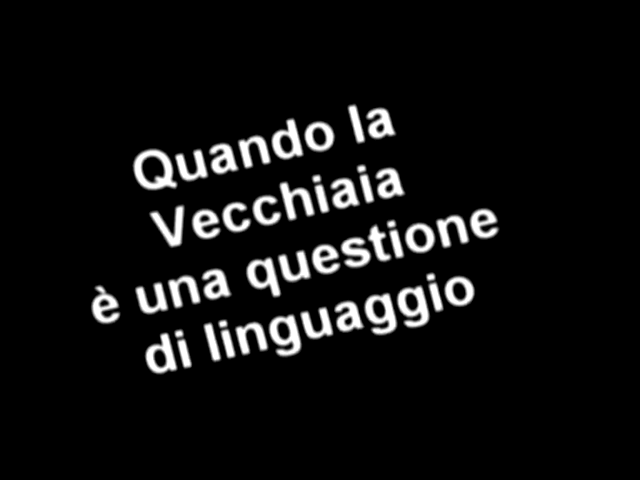 Quando la
Vecchiaia
è una questione
di linguaggio